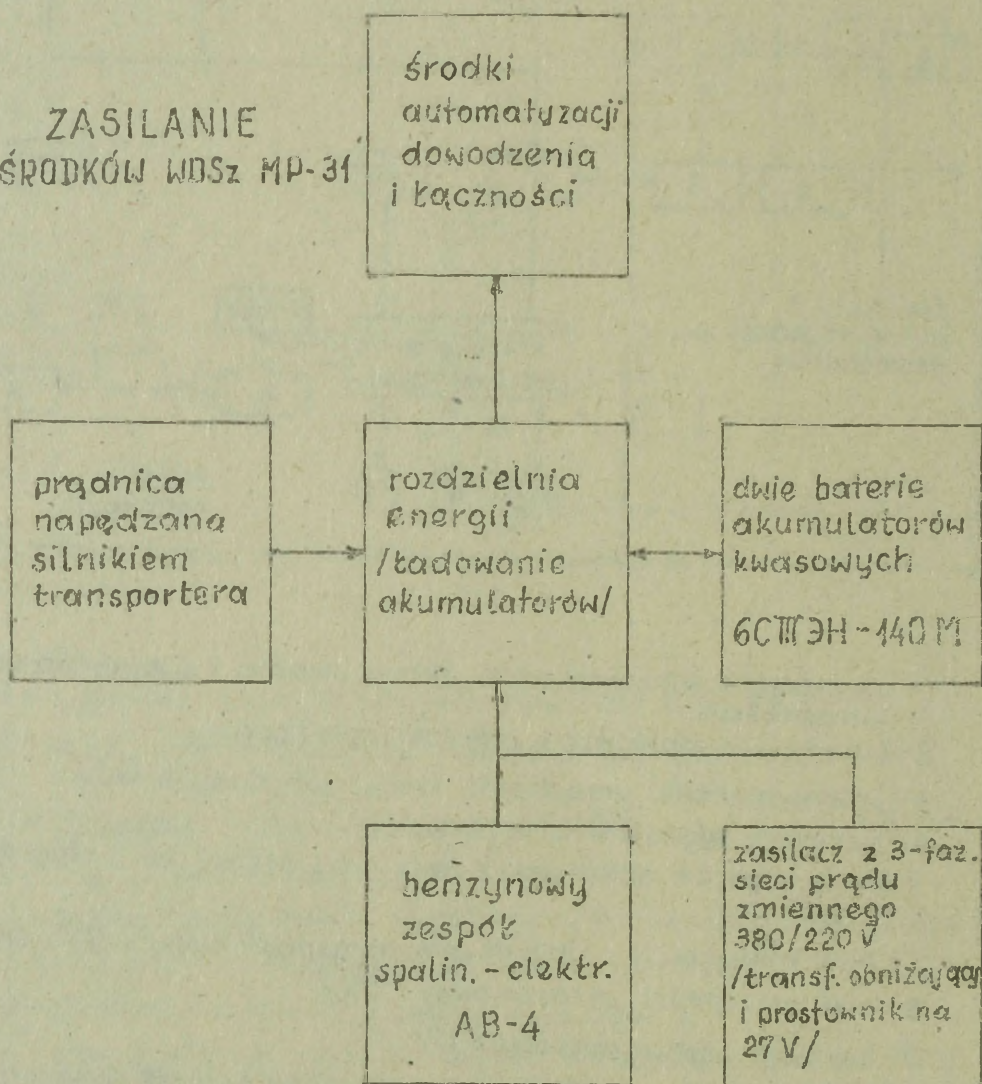 ZASILANIE
ŚRODKÓW WDSz MP-31
środki
automatyzacji
dowodzenia
i łączności
prądnica
napędzana
silnikiem
transportera
rozdzielnia
energii
/ładowanie
akumulatorów/
dwie baterie
akumulatorów
kwasowych
6СТЭН-140М
benzynowy
zespół
spalin.-elektr.
AB-4
zasilacz z 3-faz.
sieci prądu
zmiennego
380/220 V
/transf. obniżający
i prostownik na
27 V/